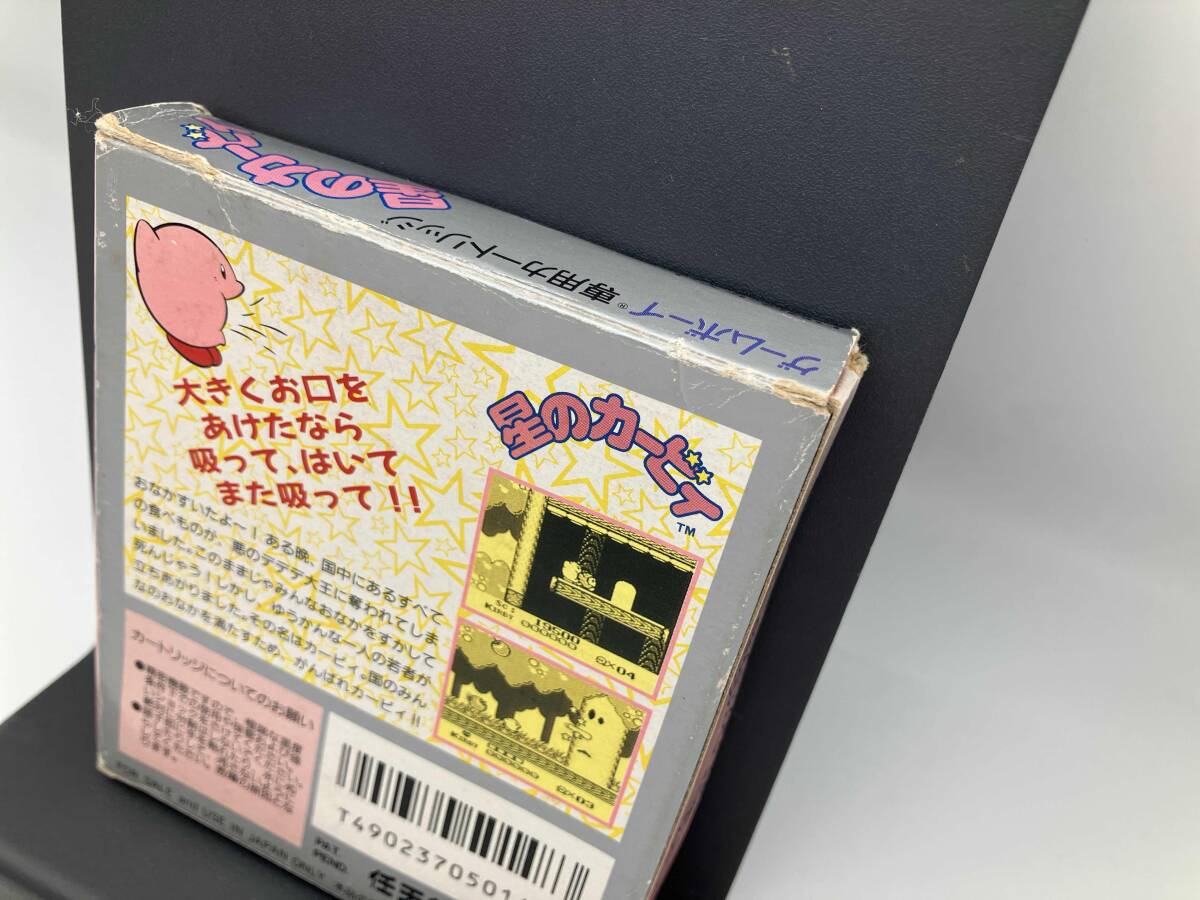 星のカービィ
ゲームボーイ®専用カートリッジ
大きくお口を
あけたなら
吸って、はいて
また吸って!!
星のカービィ
TM
おなかすいたよ〜!ある晩、国中にあるすべて
の食べものが、悪のデデデ大王に奪われてしま
いました。このままじゃみんなおなかをすかして
死んじゃう!しかし、ゆうかんな一人の若者が
立ちあがりました。その名はカービィ。国のみん
なのおなかを満たすため、がんばれカービィ!!
SC:
19500
KIRBY
×04
KIRBY
×03
カートリッジについてのお願い
T4902370501
PAT.
PEND.
FOR SALE and USE IN JAPAN ONLY